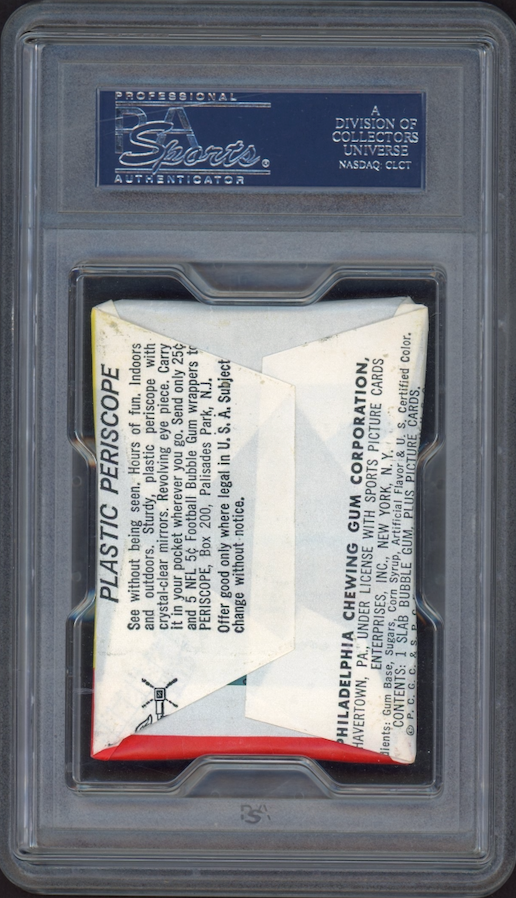 PROFESSIONAL
PSA
Sports®
AUTHENTICATOR
A
DIVISION OF
COLLECTORS
UNIVERSE
NASDAQ: CLCT
PLASTIC PERISCOPE
See without being seen. Hours of fun. Indoors
and outdoors. Sturdy, plastic periscope with
crystal-clear mirrors. Revolving eye piece. Carry
it in your pocket wherever you go. Send only 25¢
and 5 NFL 5¢ Football Bubble Gum wrappers to
PERISCOPE, Box 200, Palisades Park, N.J.
Offer good only where legal in U. S. A. Subject
change without notice.
PHILADELPHIA CHEWING GUM CORPORATION,
HAVERTOWN, PA., UNDER LICENSE WITH SPORTS PICTURE CARDS
ENTERPRISES, INC., NEW YORK, N. Y.
dients: Gum Base, Sugars, Corn Syrup, Artificial Flavor & U. S. Certified Color.
CONTENTS: 1 SLAB BUBBLE GUM, PLUS PICTURE CARDS.
© P. C. G. C. & S. P. C.
PSA